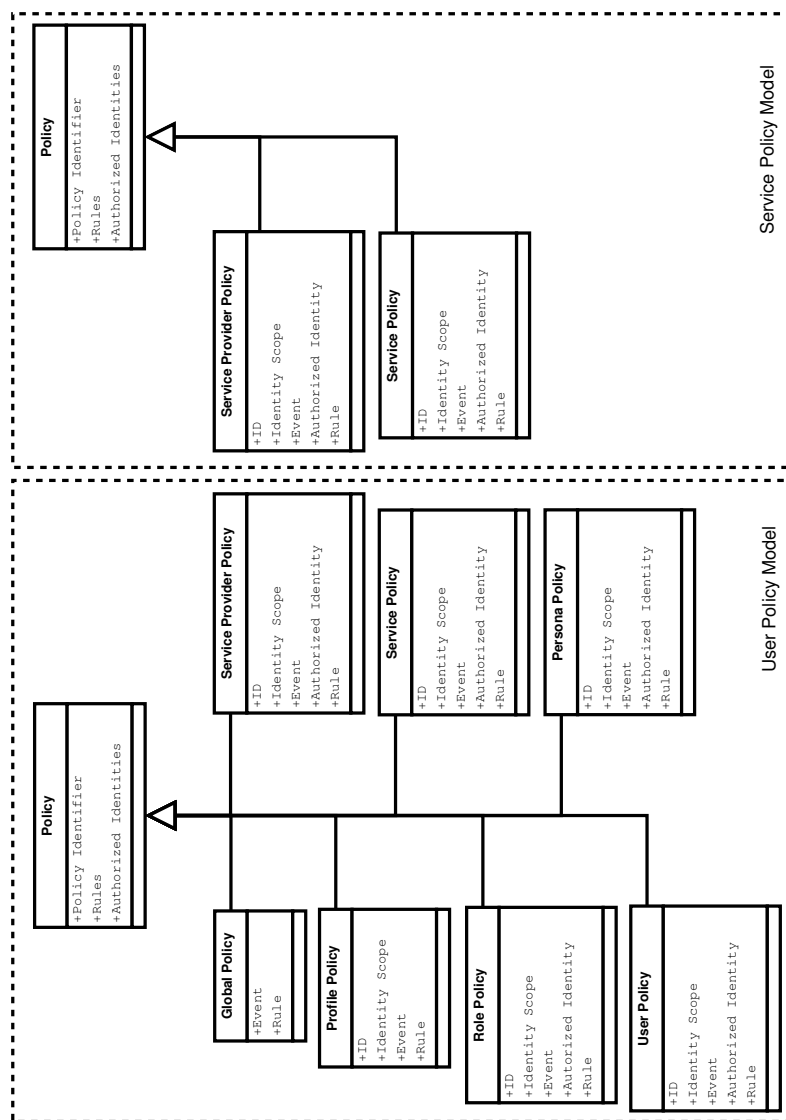 Policy
+Policy Identifier
+Rules
+Authorized Identities
Global Policy
+Event
+Rule
Service Provider Policy
+ID
+Identity Scope
+Event
+Authorized Identity
+Rule
Profile Policy
+ID
+Identity Scope
+Event
+Rule
Service Policy
+ID
+Identity Scope
+Event
+Authorized Identity
+Rule
Role Policy
+ID
+Identity Scope
+Event
+Autorized Identity
+Rule
Persona Policy
+ID
+Identity Scope
+Event
+Authorized Identity
+Rule
User Policy
+ID
+Identity Scope
+Event
+Authorized Identity
+Rule
User Policy Model
Policy
+Policy Identifier
+Rules
+Authorized Identities
Service Provider Policy
+ID
+Identity Scope
+Event
+Authorized Identity
+Rule
Service Policy
+ID
+Identity Scope
+Event
+Authorized Identity
+Rule
Service Policy Model